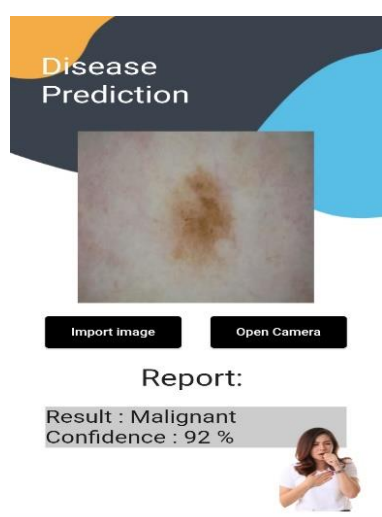 Disease
Prediction
Import image
Open Camera
Report:
Result : Malignant
Confidence : 92 %